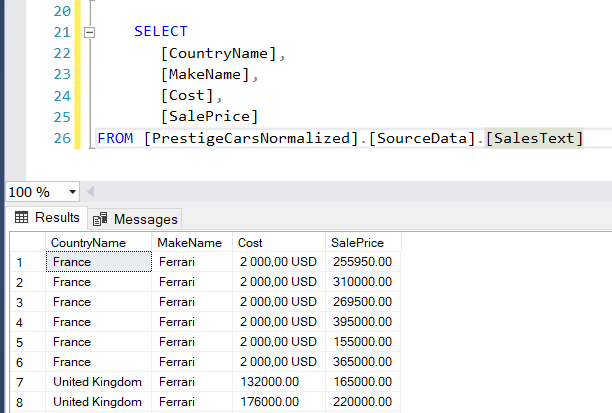 20
21 SELECT
22 [CountryName],
23 [MakeName],
24 [Cost],
25 [SalePrice]
26 FROM [PrestigeCarsNormalized].[SourceData].[SalesText]
100 %
Results Messages
CountryName MakeName Cost SalePrice
1 France Ferrari 2 000,00 USD 255950.00
2 France Ferrari 2 000,00 USD 310000.00
3 France Ferrari 2 000,00 USD 269500.00
4 France Ferrari 2 000,00 USD 395000.00
5 France Ferrari 2 000,00 USD 155000.00
6 France Ferrari 2 000,00 USD 365000.00
7 United Kingdom Ferrari 132000.00 165000.00
8 United Kingdom Ferrari 176000.00 220000.00